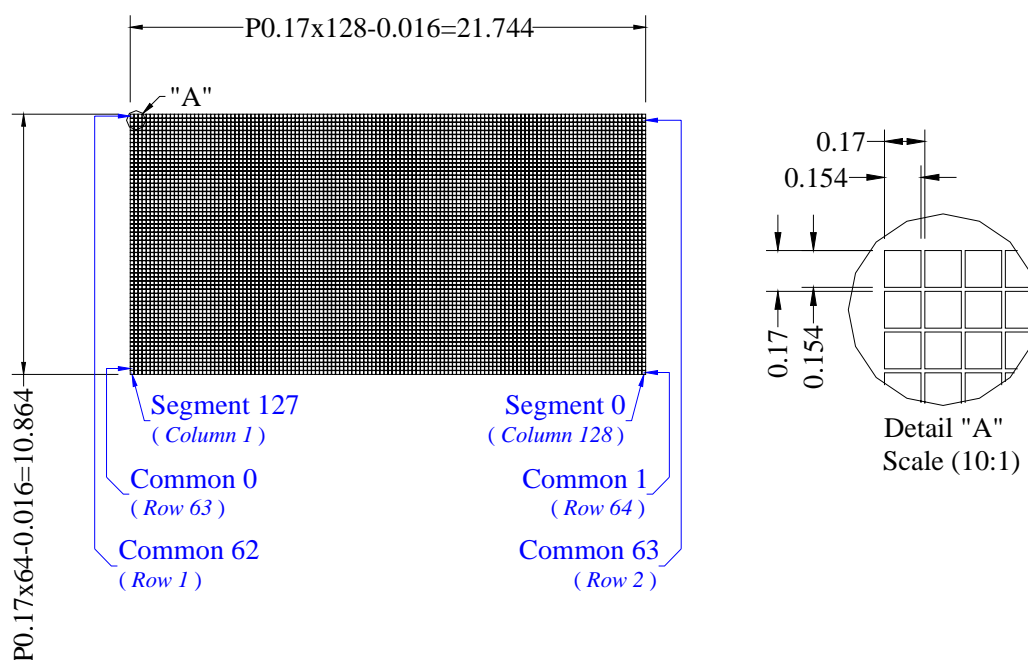 P0.17x128-0.016=21.744
"A"
P0.17x64-0.016=10.864
Segment 127
( Column 1 )
Segment 0
( Column 128 )
Common 0
( Row 63 )
Common 1
( Row 64 )
Common 62
( Row 1 )
Common 63
( Row 2 )
0.17
0.154
0.17
0.154
Detail "A"
Scale (10:1)